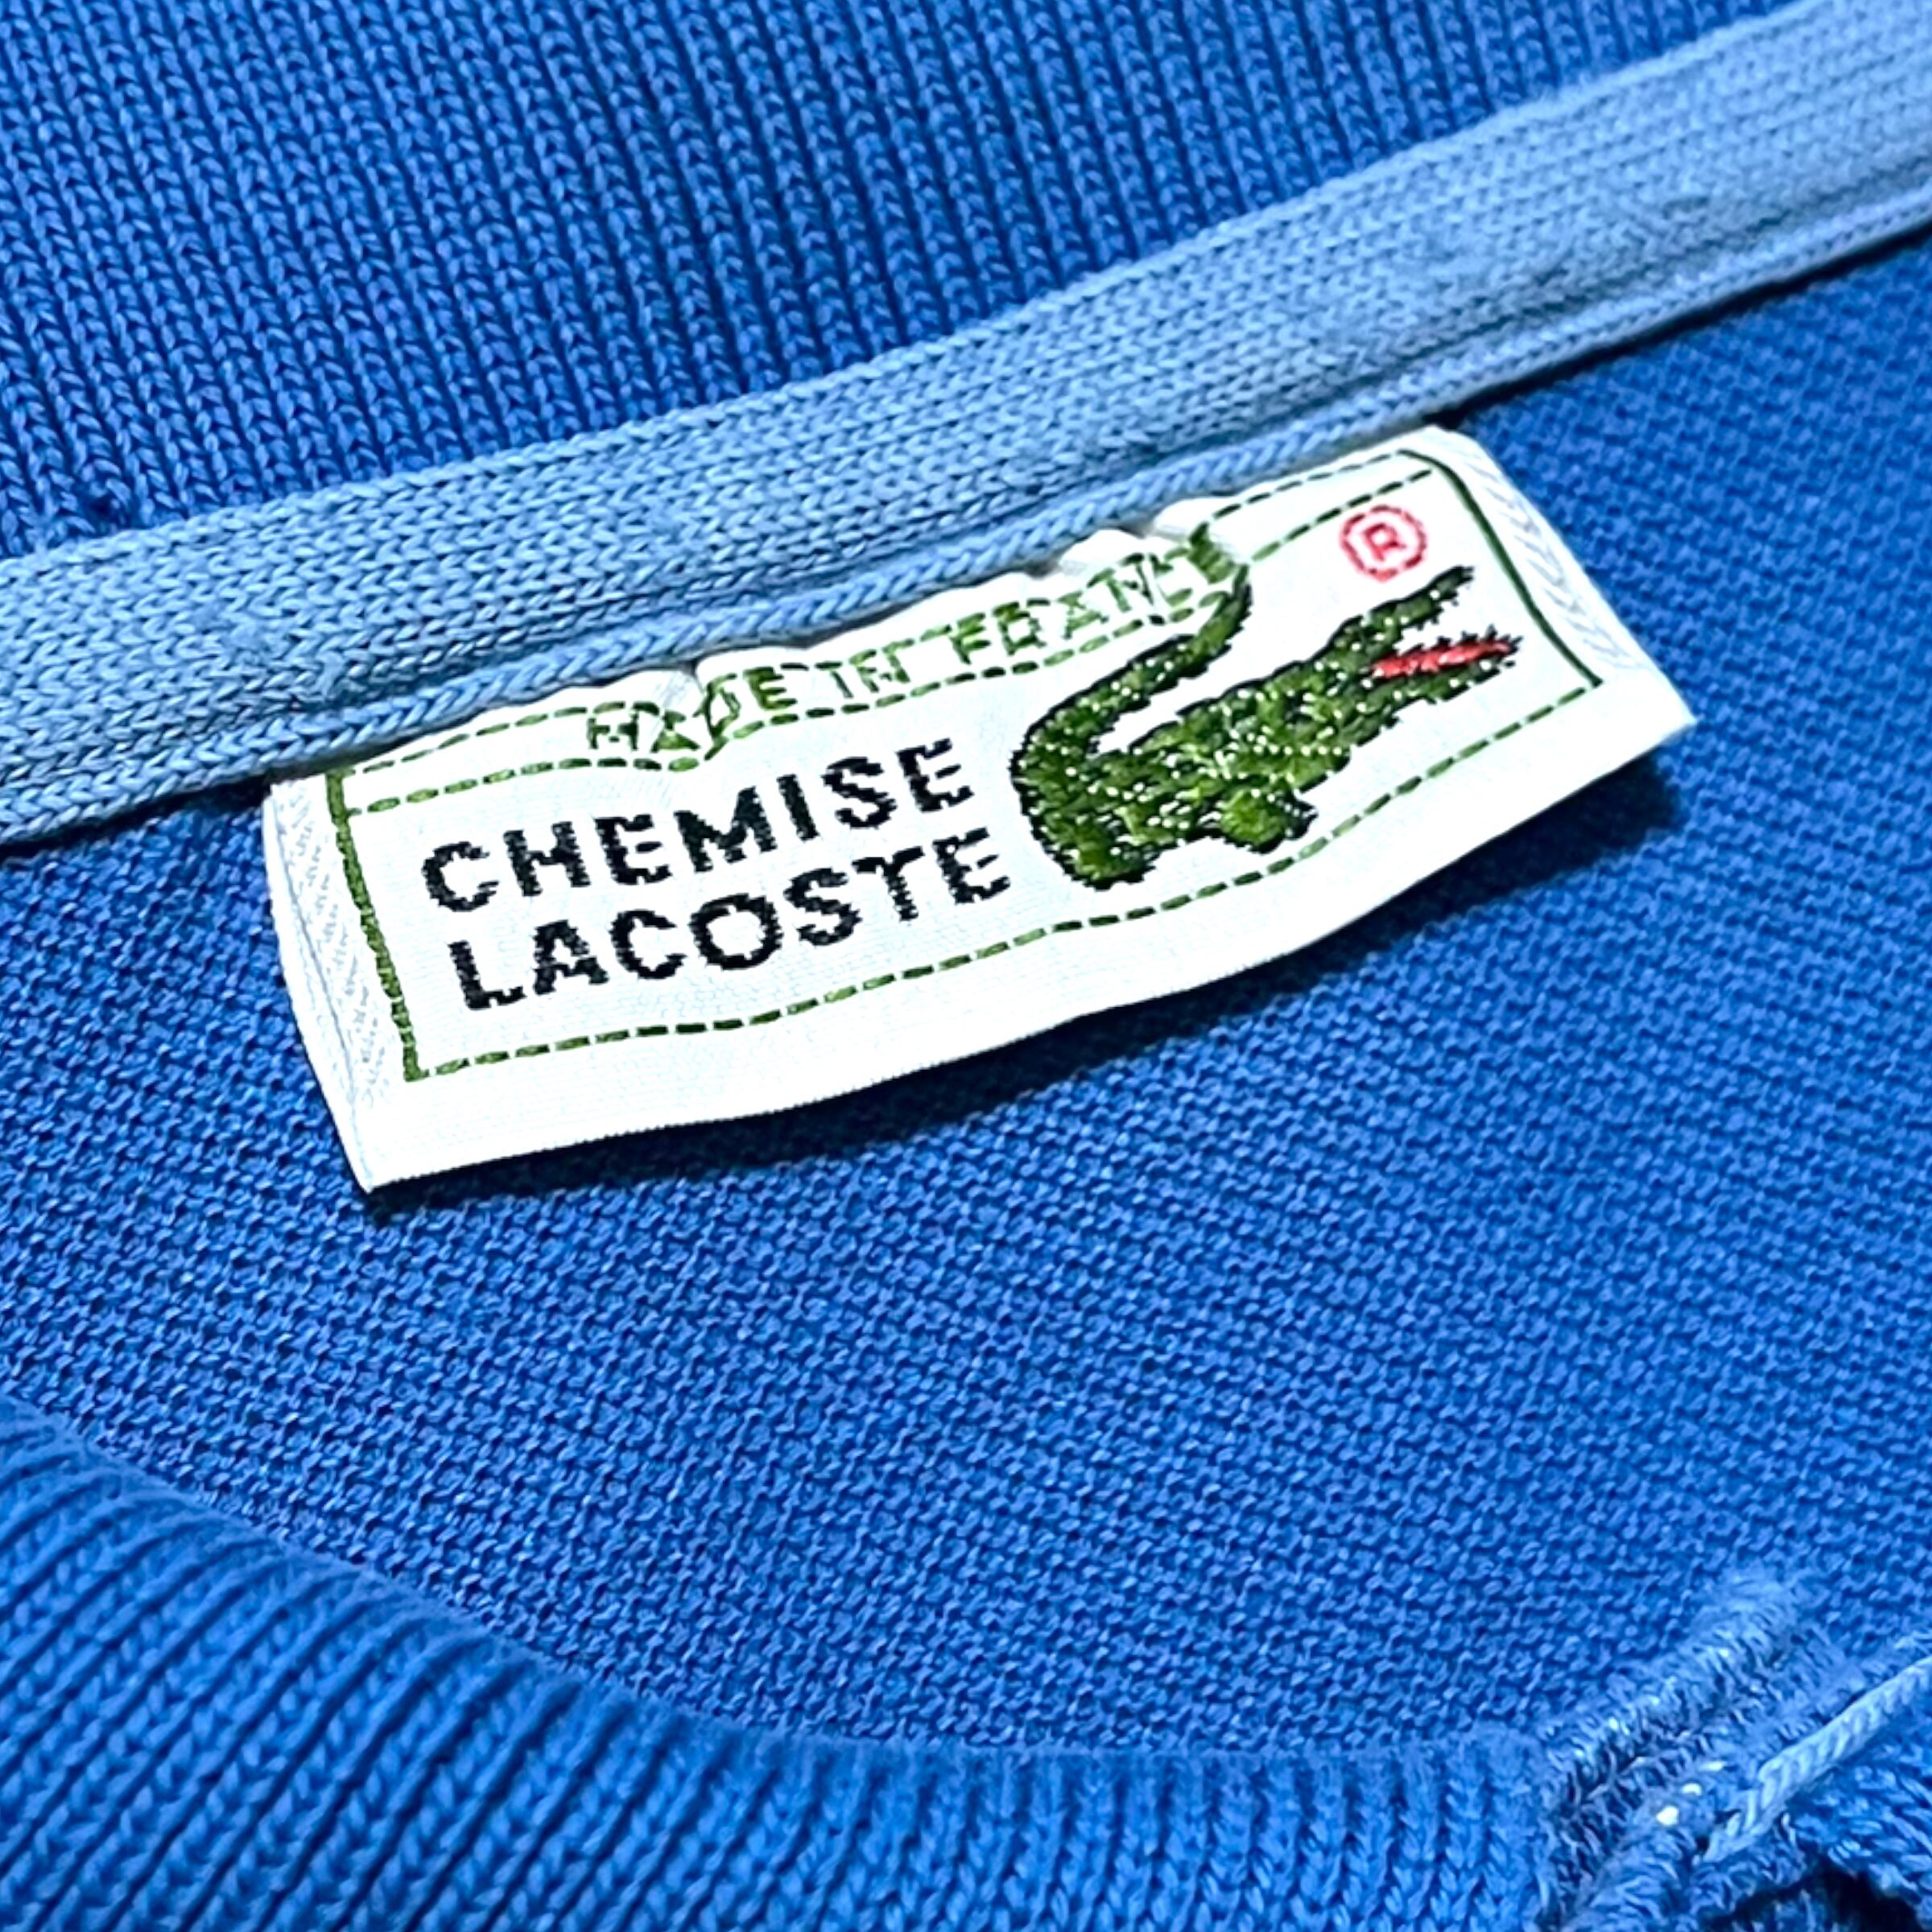 ®
MADE IN FRANCE
CHEMISE
LACOSTE